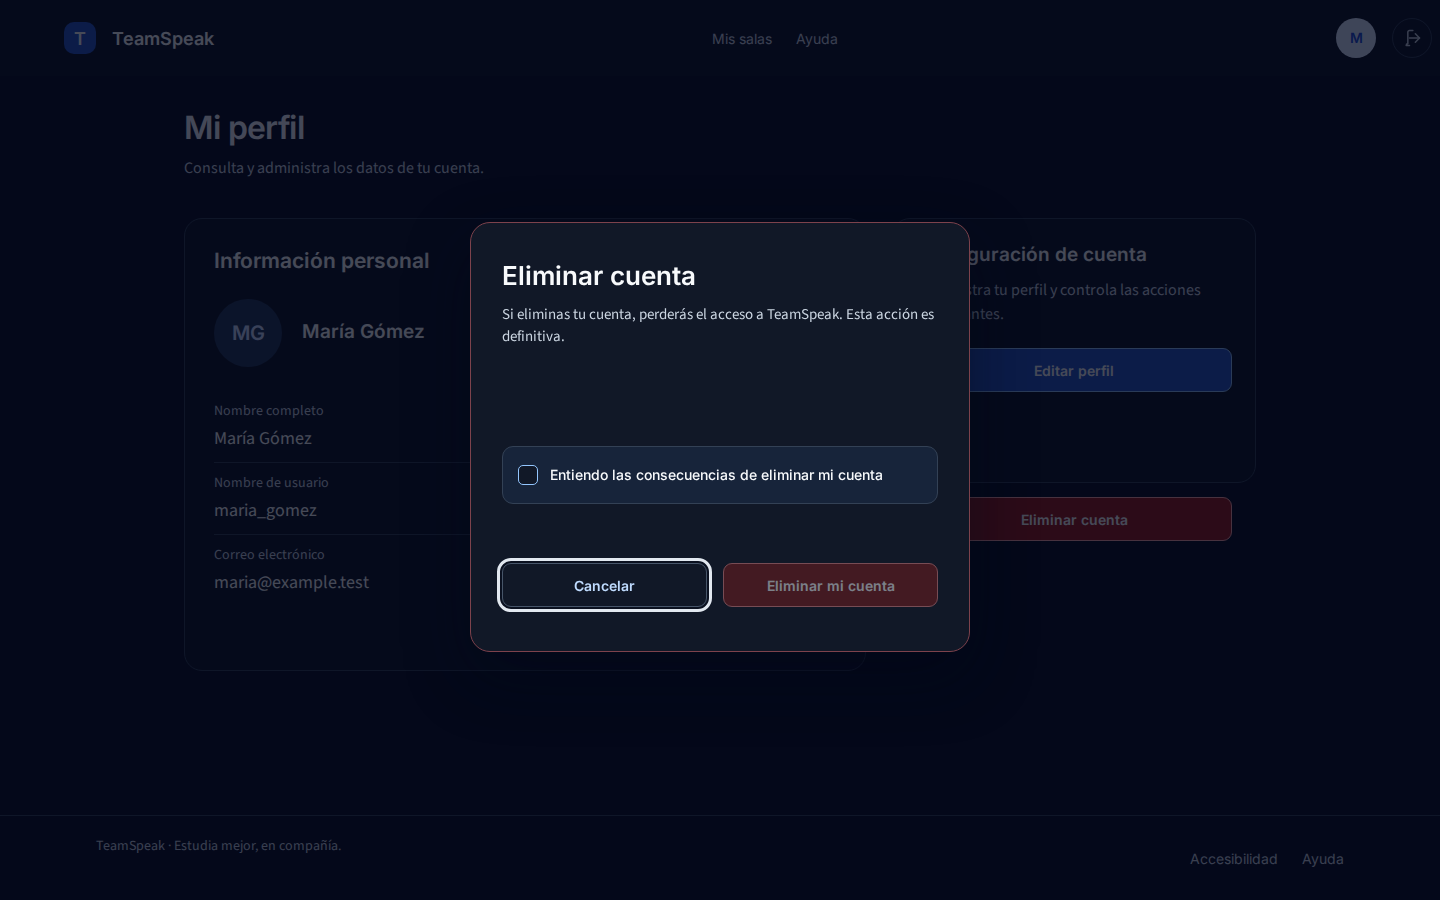 T TeamSpeak
Mis salas Ayuda
M
Mi perfil
Consulta y administra los datos de tu cuenta.
Información personal
MG María Gómez
Nombre completo
María Gómez
Nombre de usuario
maria_gomez
Correo electrónico
maria@example.test
Eliminar cuenta
Si eliminas tu cuenta, perderás el acceso a TeamSpeak. Esta acción es
definitiva.
Entiendo las consecuencias de eliminar mi cuenta
Cancelar Eliminar mi cuenta
guración de cuenta
stra tu perfil y controla las acciones
ntes.
Editar perfil
Eliminar cuenta
TeamSpeak · Estudia mejor, en compañía.
Accesibilidad Ayuda